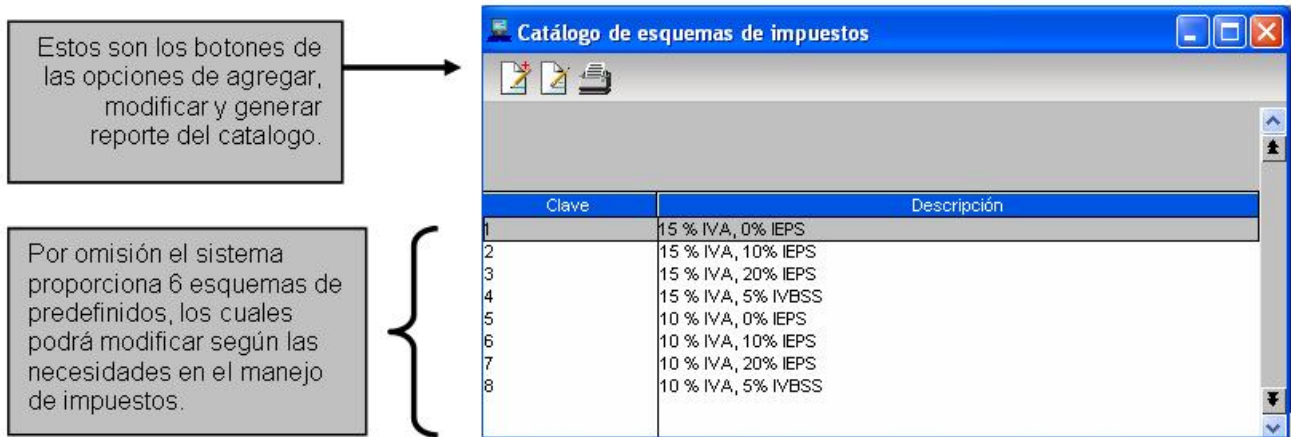 Estos son los botones de
las opciones de agregar,
modificar y generar
reporte del catalogo.
Por omisión el sistema
proporciona 6 esquemas de
predefinidos, los cuales
podrá modificar según las
necesidades en el manejo
de impuestos.
Catálogo de esquemas de impuestos
Clave Descripción
1 15 % IVA, 0% IEPS
2 15 % IVA, 10% IEPS
3 15 % IVA, 20% IEPS
4 15 % IVA, 5% IVBSS
5 10 % IVA, 0% IEPS
6 10 % IVA, 10% IEPS
7 10 % IVA, 20% IEPS
8 10 % IVA, 5% IVBSS